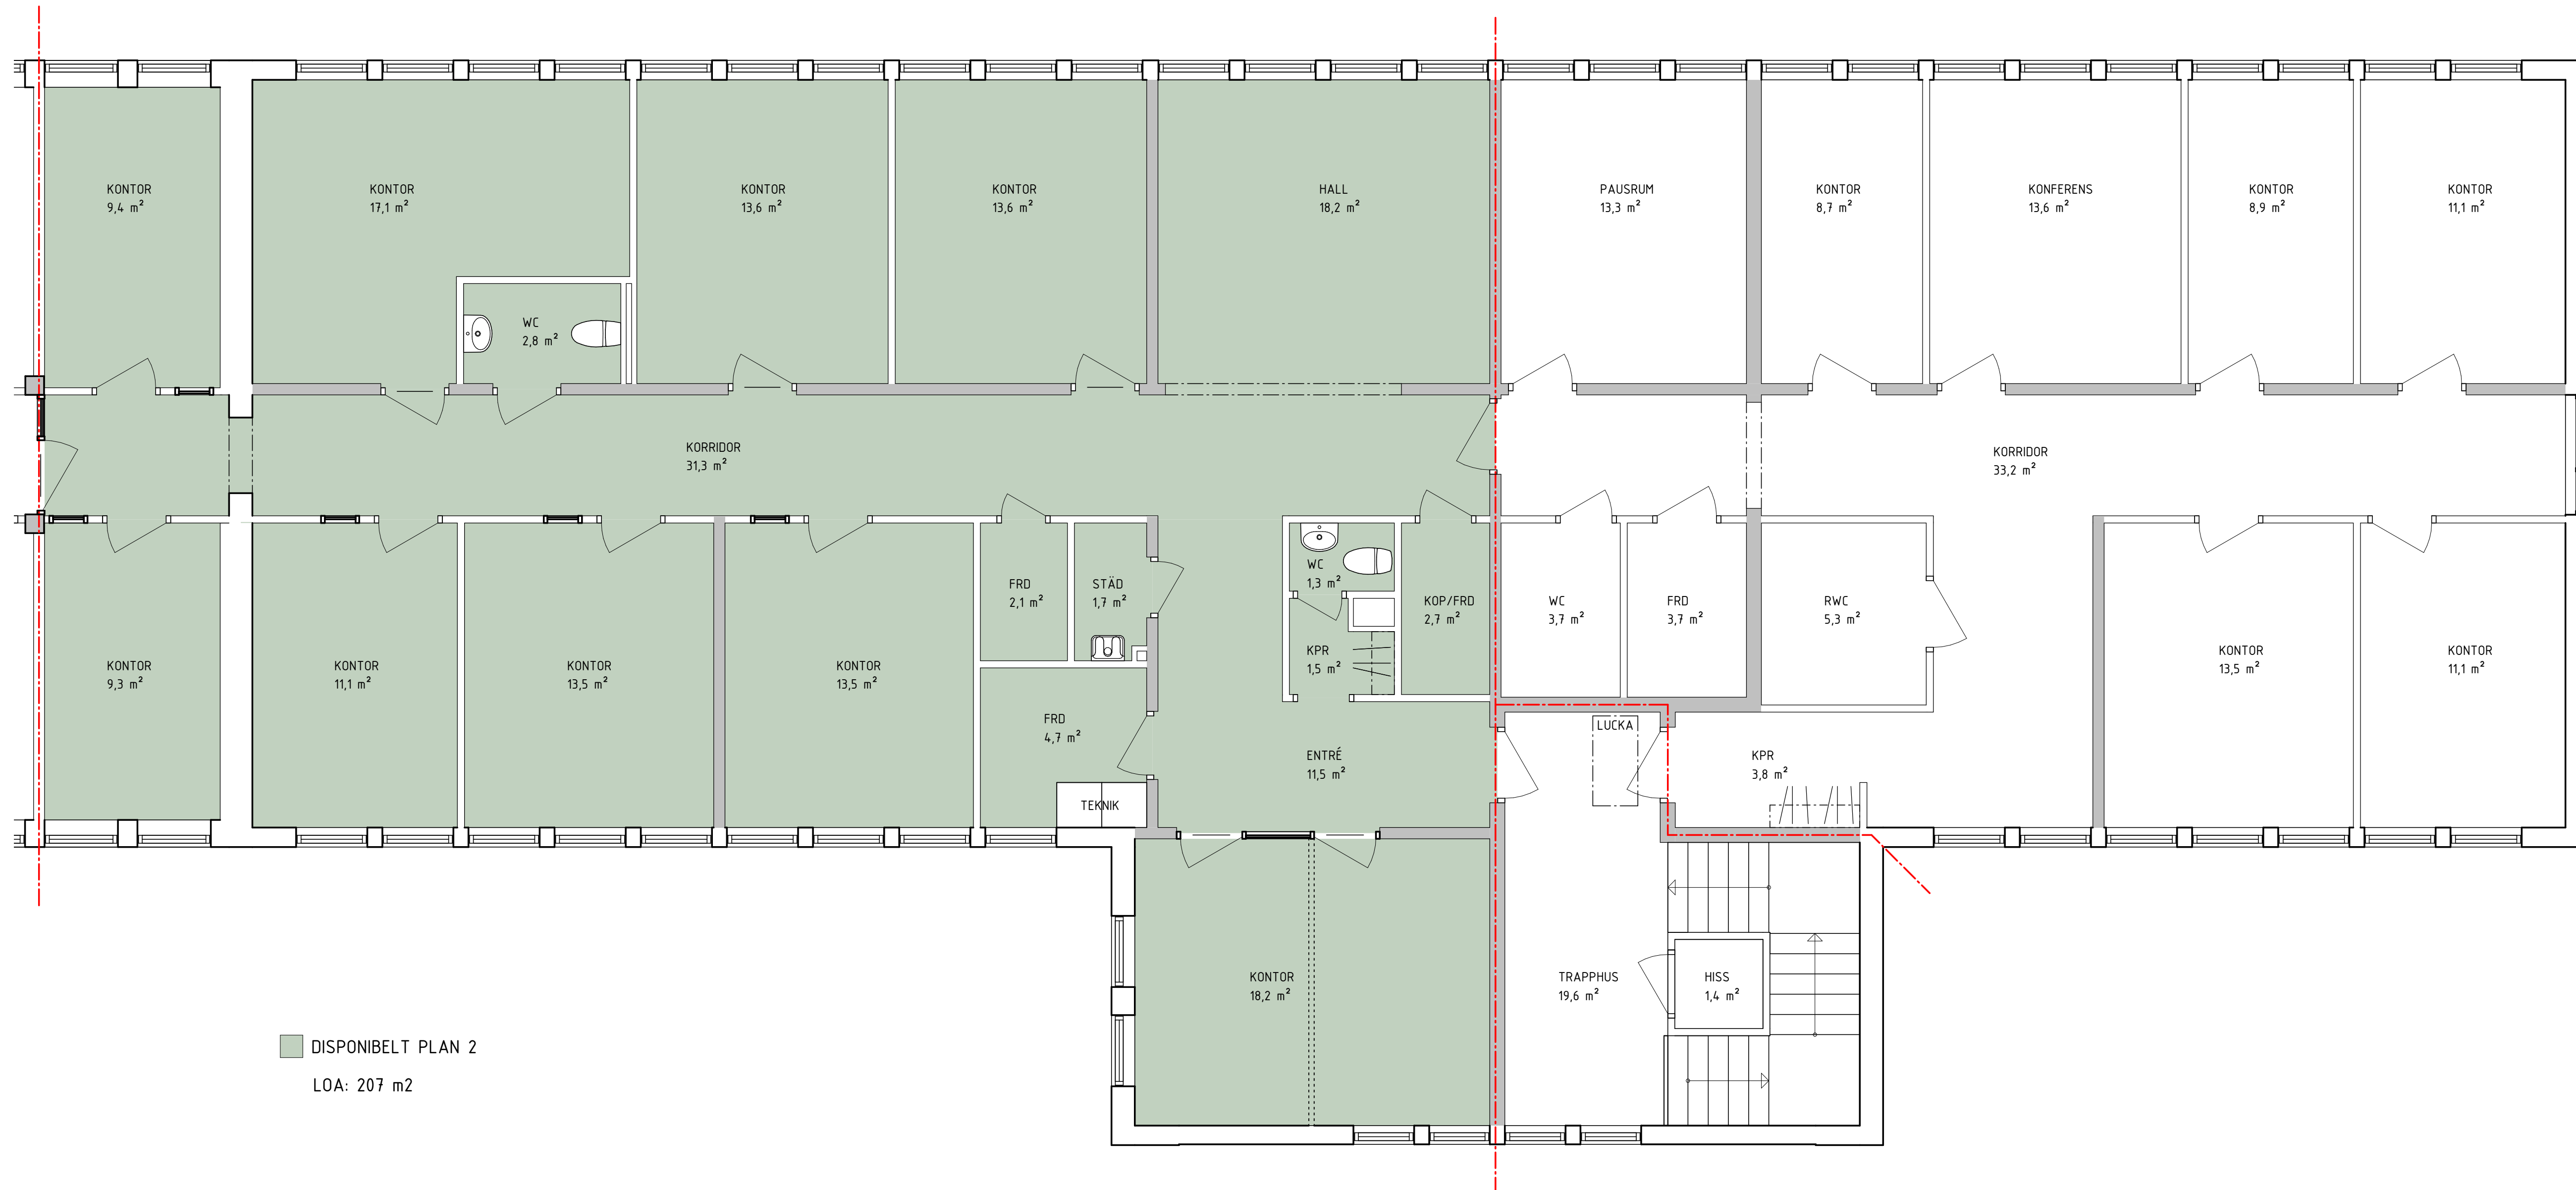 KONTOR
9,4 m²
KONTOR
17,1 m²
KONTOR
13,6 m²
KONTOR
13,6 m²
HALL
18,2 m²
PAUSRUM
13,3 m²
KONTOR
8,7 m²
KONFERENS
13,6 m²
KONTOR
8,9 m²
KONTOR
11,1 m²
WC
2,8 m²
KORRIDOR
31,3 m²
KORRIDOR
33,2 m²
FRD
2,1 m²
STÄD
1,7 m²
WC
1,3 m²
KOP/FRD
2,7 m²
WC
3,7 m²
FRD
3,7 m²
RWC
5,3 m²
KONTOR
9,3 m²
KONTOR
11,1 m²
KONTOR
13,5 m²
KONTOR
13,5 m²
KPR
1,5 m²
KONTOR
13,5 m²
KONTOR
11,1 m²
FRD
4,7 m²
LUCKA
ENTRÉ
11,5 m²
KPR
3,8 m²
TEKNIK
KONTOR
18,2 m²
TRAPPHUS
19,6 m²
HISS
1,4 m²
DISPONIBELT PLAN 2
LOA: 207 m2